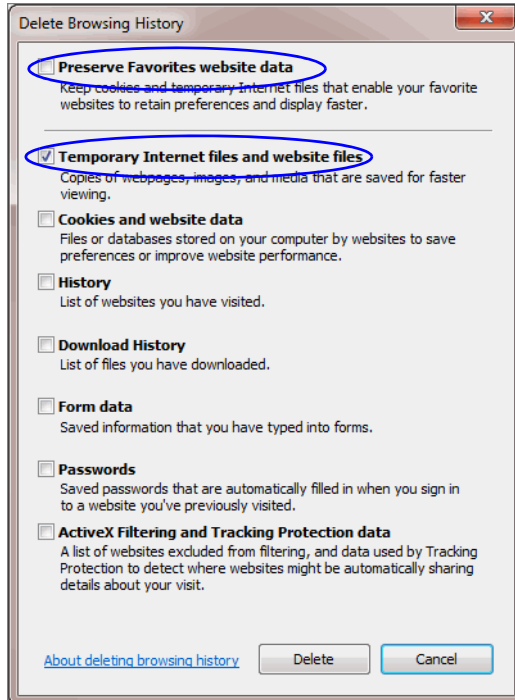 Delete Browsing History
Preserve Favorites website data
Keep cookies and temporary Internet files that enable your favorite
websites to retain preferences and display faster.
Temporary Internet files and website files
Copies of webpages, images, and media that are saved for faster
viewing.
Cookies and website data
Files or databases stored on your computer by websites to save
preferences or improve website performance.
History
List of websites you have visited.
Download History
List of files you have downloaded.
Form data
Saved information that you have typed into forms.
Passwords
Saved passwords that are automatically filled in when you sign in
to a website you've previously visited.
ActiveX Filtering and Tracking Protection data
A list of websites excluded from filtering, and data used by Tracking
Protection to detect where websites might be automatically sharing
details about your visit.
About deleting browsing history Delete Cancel